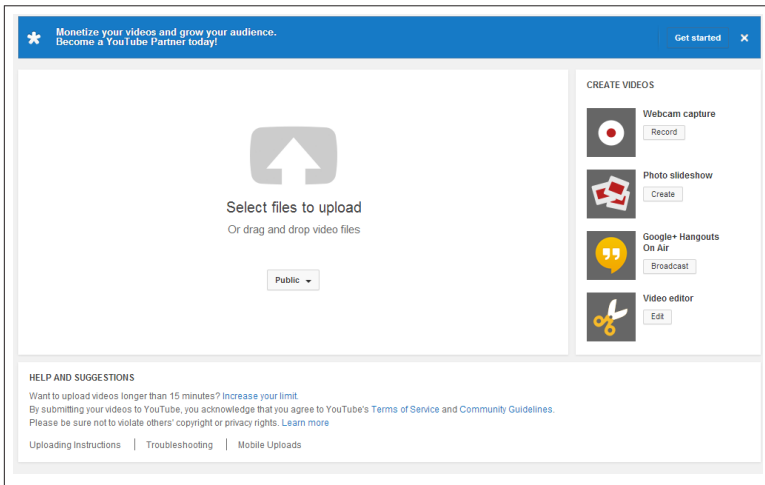 Monetize your videos and grow your audience.
Become a YouTube Partner today!
Get started
Select files to upload
Or drag and drop video files
Public
CREATE VIDEOS
Webcam capture
Record
Photo slideshow
Create
Google+ Hangouts
On Air
Broadcast
Video editor
Edit
HELP AND SUGGESTIONS
Want to upload videos longer than 15 minutes? Increase your limit.
By submitting your videos to YouTube, you acknowledge that you agree to YouTube's Terms of Service and Community Guidelines.
Please be sure not to violate others' copyright or privacy rights. Learn more
Uploading Instructions | Troubleshooting | Mobile Uploads